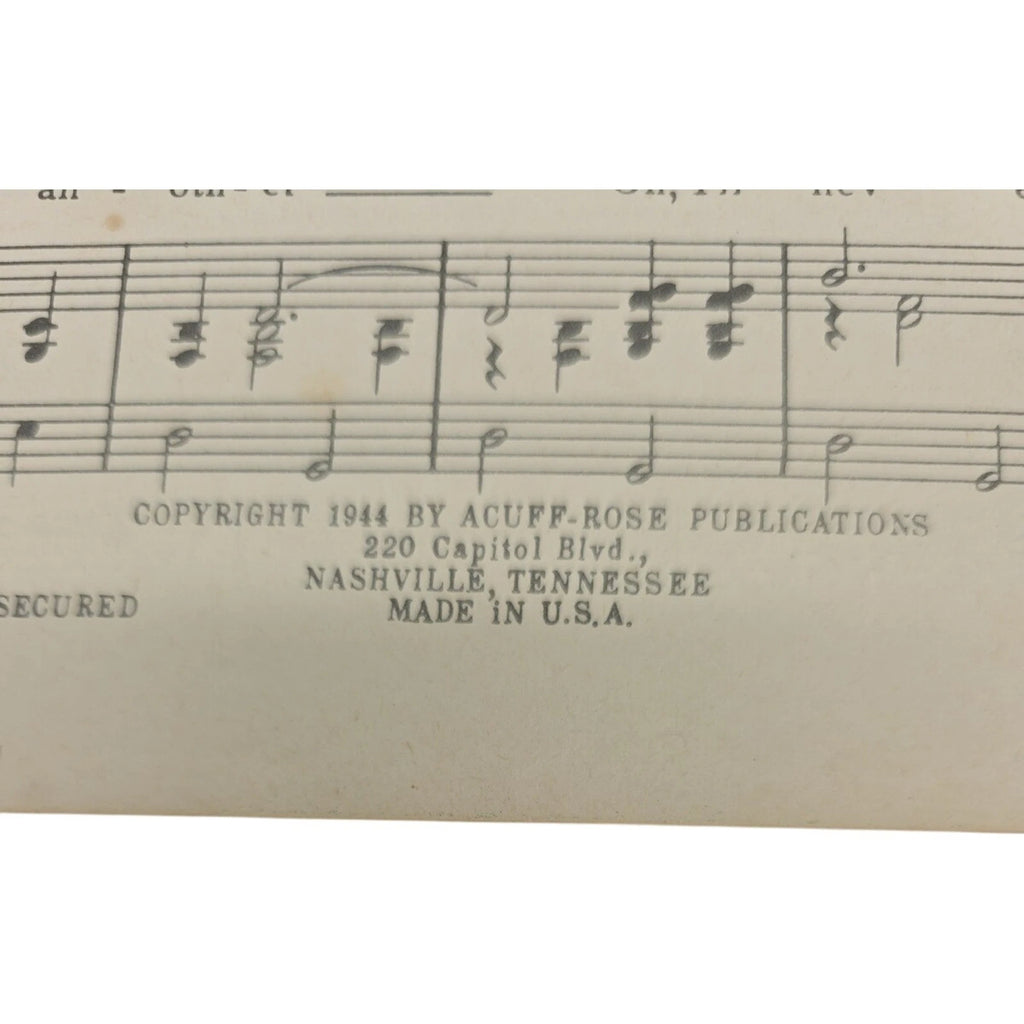 COPYRIGHT 1944 BY ACUFF-ROSE PUBLICATIONS
220 Capitol Blvd.,
NASHVILLE, TENNESSEE
SECURED
MADE iN U.S.A.